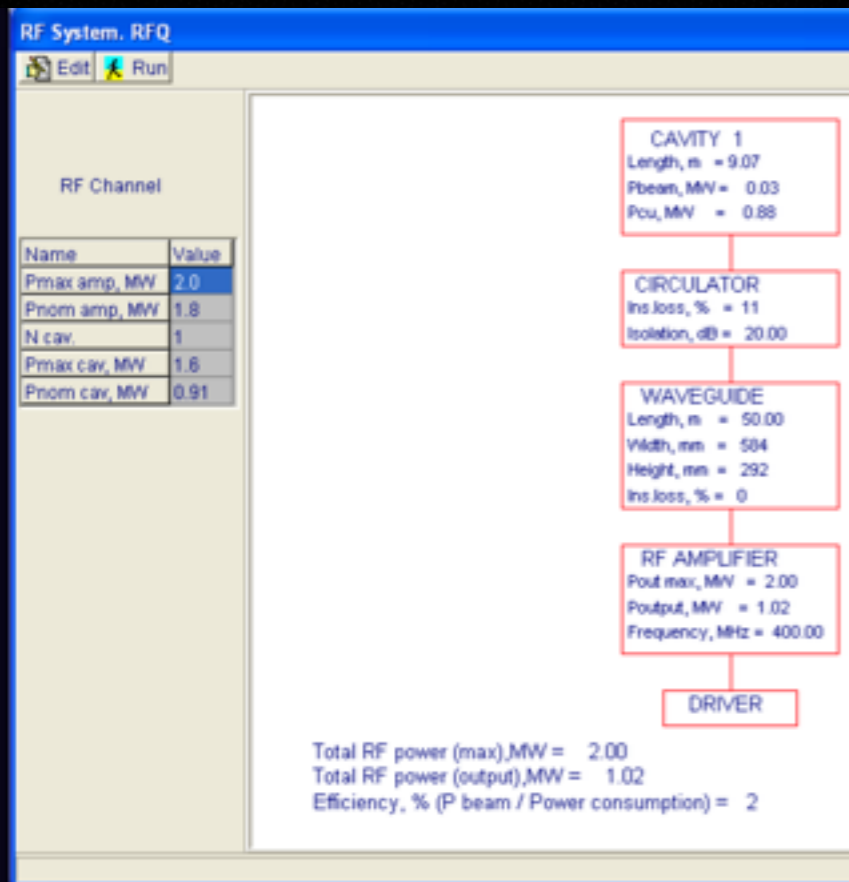 RF System. RFQ
Edit Run
RF Channel
Name Value
Pmax amp, MW 2.0
Pnom amp, MW 1.8
N cav. 1
Pmax cav, MW 1.6
Pnom cav, MW 0.91
CAVITY 1
Length, m = 9.07
Pbeam, MW = 0.03
Pcu, MW = 0.88
CIRCULATOR
Ins.loss, % = 11
Isolation, dB = 20.00
WAVEGUIDE
Length, m = 50.00
Width, mm = 584
Height, mm = 292
Ins.loss, % = 0
RF AMPLIFIER
Pout max, MW = 2.00
Poutput, MW = 1.02
Frequency, MHz = 400.00
DRIVER
Total RF power (max),MW = 2.00
Total RF power (output),MW = 1.02
Efficiency, % (P beam / Power consumption) = 2